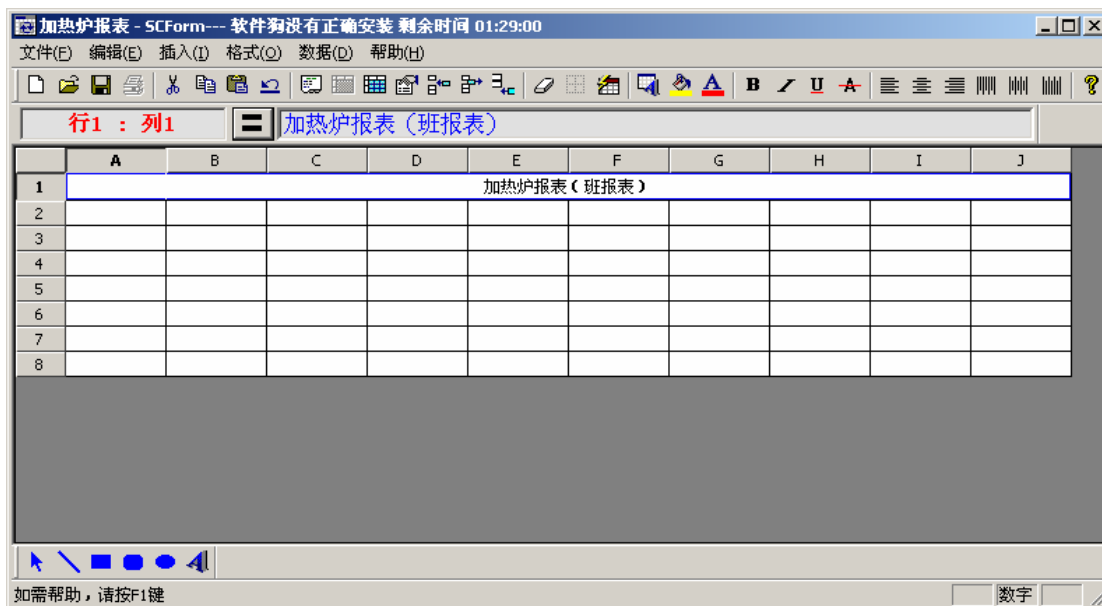 加热炉报表 - SCForm--- 软件狗没有正确安装 剩余时间 01:29:00
文件(F) 编辑(E) 插入(I) 格式(O) 数据(D) 帮助(H)
B I U A
行1 : 列1 = 加热炉报表（班报表）
A B C D E F G H I J
1 加热炉报表（班报表）
2
3
4
5
6
7
8
如需帮助，请按F1键 数字